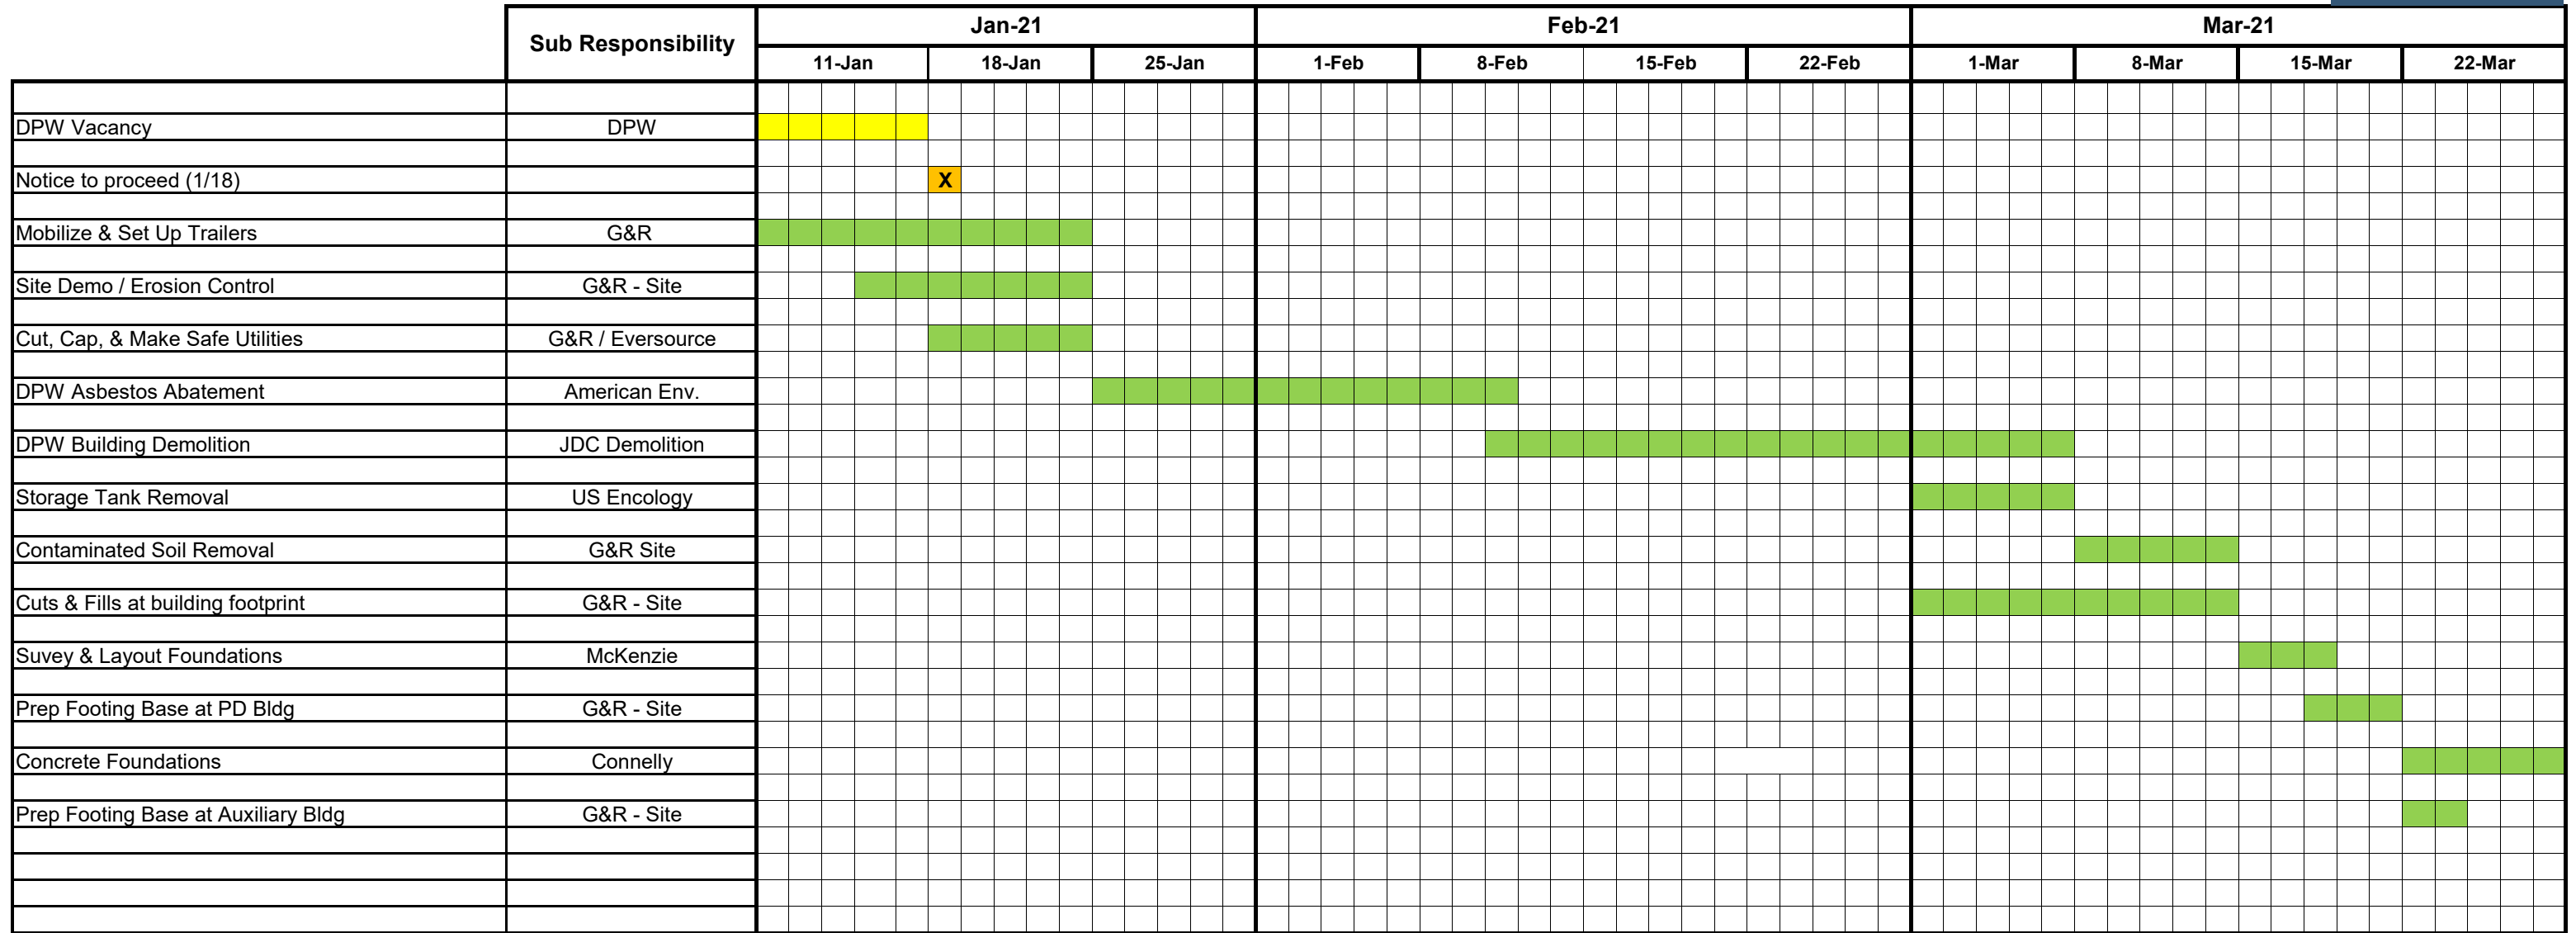 Sub Responsibility
Jan-21 Feb-21 Mar-21
11-Jan 18-Jan 25-Jan 1-Feb 8-Feb 15-Feb 22-Feb 1-Mar 8-Mar 15-Mar 22-Mar
DPW Vacancy DPW
Notice to proceed (1/18) X
Mobilize & Set Up Trailers G&R
Site Demo / Erosion Control G&R - Site
Cut, Cap, & Make Safe Utilities G&R / Eversource
DPW Asbestos Abatement American Env.
DPW Building Demolition JDC Demolition
Storage Tank Removal US Encology
Contaminated Soil Removal G&R Site
Cuts & Fills at building footprint G&R - Site
Suvey & Layout Foundations McKenzie
Prep Footing Base at PD Bldg G&R - Site
Concrete Foundations Connelly
Prep Footing Base at Auxiliary Bldg G&R - Site